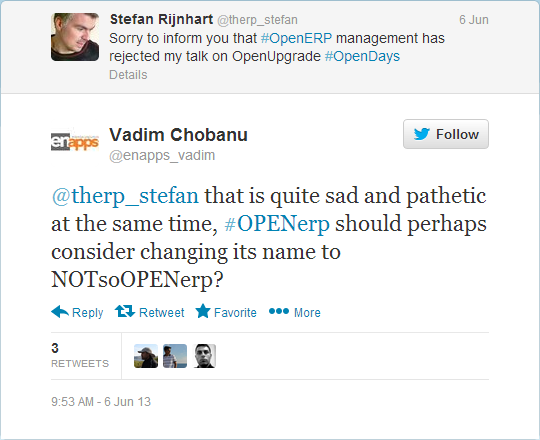 Stefan Rijnhart @therp_stefan 6 Jun
Sorry to inform you that #OpenERP management has
rejected my talk on OpenUpgrade #OpenDays
Details
enapps
Vadim Chobanu
@enapps_vadim
Follow
@therp_stefan that is quite sad and pathetic
at the same time, #OPENerp should perhaps
consider changing its name to
NOTsoOPENerp?
Reply Retweet Favorite More
3
RETWEETS
9:53 AM - 6 Jun 13